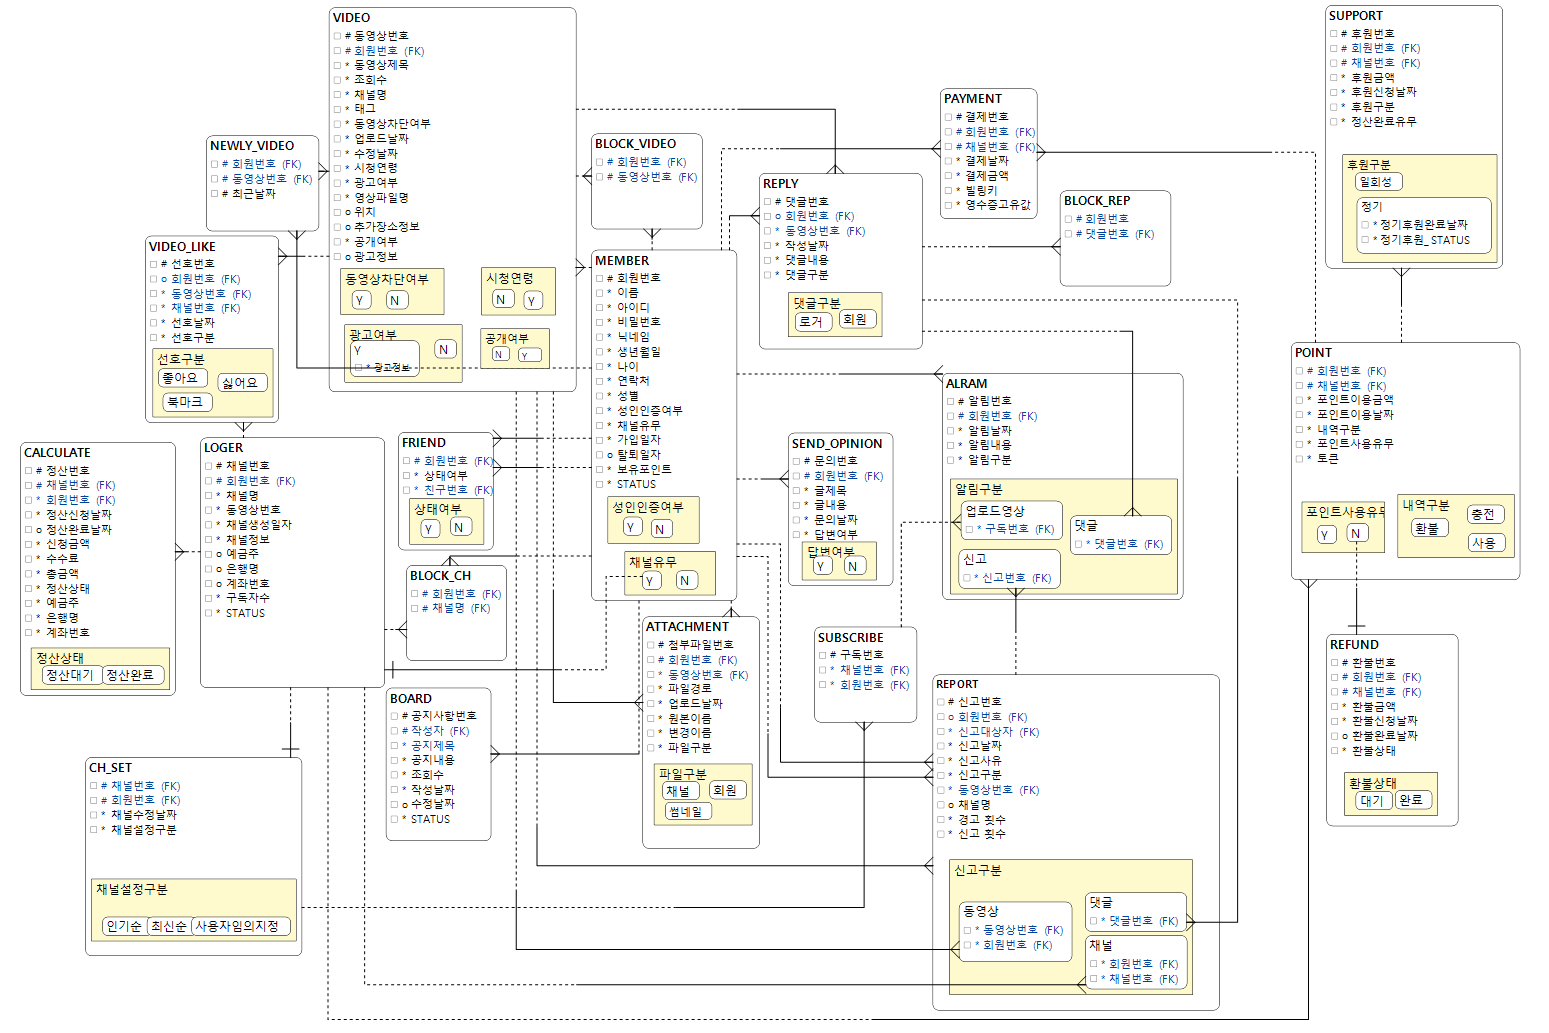 VIDEO
# 동영상번호
# 회원번호 (FK)
* 동영상제목
* 조회수
* 채널명
* 태그
* 동영상차단여부
* 업로드날짜
* 수정날짜
* 시청연령
* 광고여부
* 영상파일명
o 위치
o 추가장소정보
* 공개여부
o 광고정보
동영상차단여부
Y N
시청연령
N Y
광고여부
Y N
* 광고정보
공개여부
N Y
NEWLY_VIDEO
# 회원번호 (FK)
# 동영상번호 (FK)
# 최근날짜
VIDEO_LIKE
# 선호번호
o 회원번호 (FK)
* 동영상번호 (FK)
* 채널번호 (FK)
* 선호날짜
* 선호구분
선호구분
좋아요 싫어요
북마크
BLOCK_VIDEO
# 회원번호 (FK)
# 동영상번호 (FK)
MEMBER
# 회원번호
* 이름
* 아이디
* 비밀번호
* 닉네임
* 생년월일
* 나이
* 연락처
* 성별
* 성인인증여부
* 채널유무
* 가입일자
o 탈퇴일자
* 보유포인트
* STATUS
성인인증여부
Y N
채널유무
Y N
REPLY
# 댓글번호
o 회원번호 (FK)
* 동영상번호 (FK)
* 작성날짜
* 댓글내용
* 댓글구분
댓글구분
로거 회원
PAYMENT
# 결제번호
# 회원번호 (FK)
# 채널번호 (FK)
* 결제날짜
* 결제금액
* 빌링키
* 영수증고유값
BLOCK_REP
# 회원번호
# 댓글번호 (FK)
SUPPORT
# 후원번호
# 회원번호 (FK)
# 채널번호 (FK)
* 후원금액
* 후원신청날짜
* 후원구분
* 정산완료유무
후원구분
일회성
정기
* 정기후원완료날짜
* 정기후원_STATUS
POINT
# 회원번호 (FK)
# 채널번호 (FK)
* 포인트이용금액
* 포인트이용날짜
* 내역구분
* 포인트사용유무
* 토큰
포인트사용유무
Y N
내역구분
환불 충전
사용
ALRAM
# 알림번호
# 회원번호 (FK)
* 알림날짜
* 알림내용
* 알림구분
알림구분
업로드영상
* 구독번호 (FK)
댓글
* 댓글번호 (FK)
신고
* 신고번호 (FK)
CALCULATE
# 정산번호
# 채널번호 (FK)
* 회원번호 (FK)
* 정산신청날짜
o 정산완료날짜
* 신청금액
* 수수료
* 총금액
* 정산상태
* 예금주
* 은행명
* 계좌번호
정산상태
정산대기 정산완료
LOGER
# 채널번호
# 회원번호 (FK)
* 채널명
* 동영상번호
* 채널생성일자
* 채널정보
o 예금주
o 은행명
o 계좌번호
* 구독자수
* STATUS
FRIEND
# 회원번호 (FK)
* 상태여부
* 친구번호 (FK)
상태여부
Y N
SEND_OPINION
# 문의번호
# 회원번호 (FK)
* 글제목
* 글내용
* 문의날짜
* 답변여부
답변여부
Y N
BLOCK_CH
# 회원번호 (FK)
# 채널명 (FK)
ATTACHMENT
# 첨부파일번호
# 회원번호 (FK)
* 동영상번호 (FK)
* 파일경로
* 업로드날짜
* 원본이름
* 변경이름
* 파일구분
파일구분
채널 회원
썸네일
SUBSCRIBE
# 구독번호
* 채널번호 (FK)
* 회원번호 (FK)
BOARD
# 공지사항번호
# 작성자 (FK)
* 공지제목
* 공지내용
* 조회수
* 작성날짜
o 수정날짜
* STATUS
REPORT
# 신고번호
o 회원번호 (FK)
* 신고대상자 (FK)
* 신고날짜
* 신고사유
* 신고구분
* 동영상번호 (FK)
o 채널명
* 경고 횟수
* 신고 횟수
신고구분
동영상
* 동영상번호 (FK)
* 회원번호 (FK)
댓글
* 댓글번호 (FK)
채널
* 회원번호 (FK)
* 채널번호 (FK)
REFUND
# 환불번호
# 회원번호 (FK)
# 채널번호 (FK)
* 환불금액
* 환불신청날짜
o 환불완료날짜
* 환불상태
환불상태
대기 완료
CH_SET
# 채널번호 (FK)
# 회원번호 (FK)
* 채널수정날짜
* 채널설정구분
채널설정구분
인기순 최신순 사용자임의지정